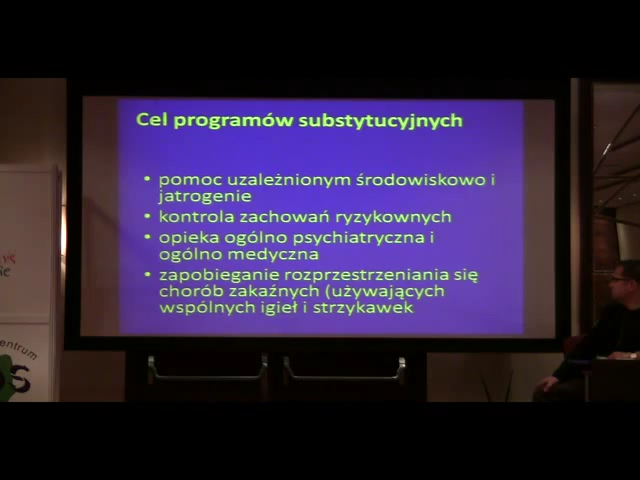 Cel programów substytucyjnych
• pomoc uzależnionym środowiskowo i
jatrogenie
• kontrola zachowań ryzykownych
• opieka ogólno psychiatryczna i
ogólno medyczna
• zapobieganie rozprzestrzeniania się
chorób zakaźnych (używających
wspólnych igieł i strzykawek
entrum